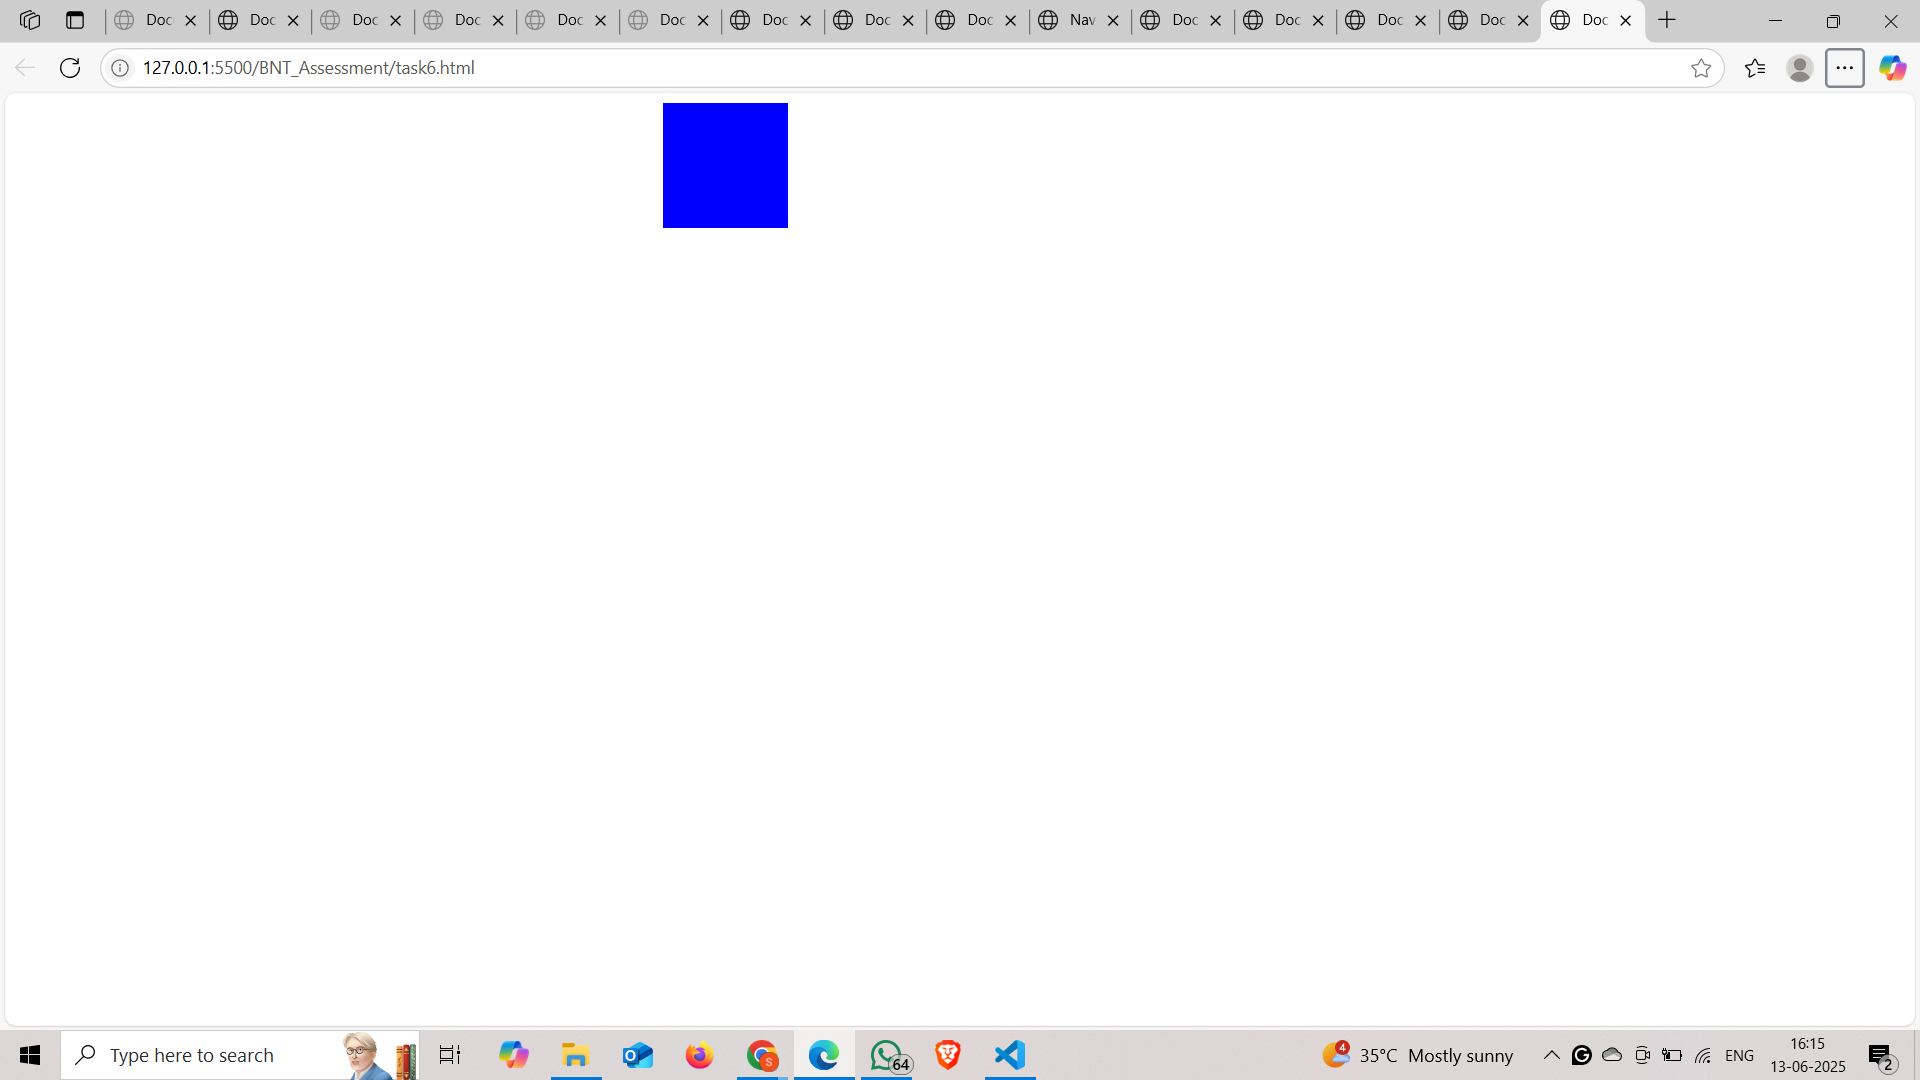 Doc Doc Doc Doc Doc Doc Doc Doc Doc Nav Doc Doc Doc Doc Doc
127.0.0.1:5500/BNT_Assessment/task6.html
Type here to search
S
64
4
35°C Mostly sunny
ENG
16:15
13-06-2025
2